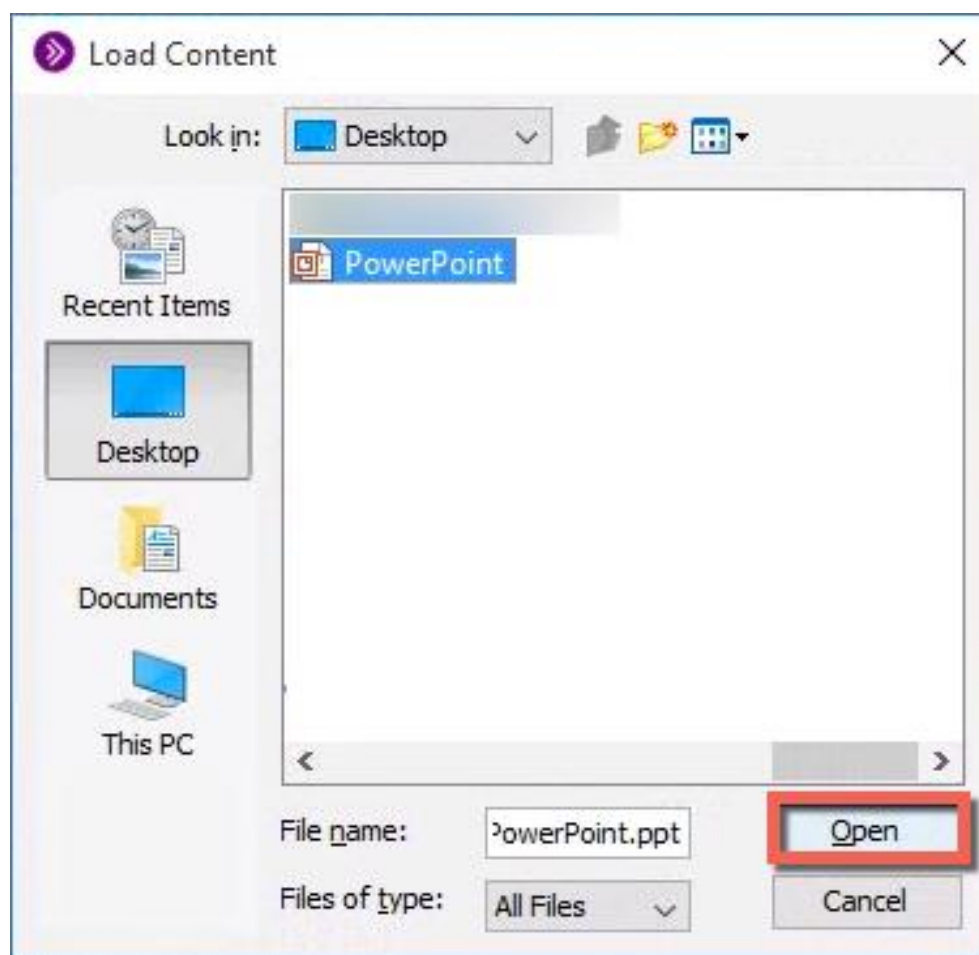 Load Content
Look in: Desktop
PowerPoint
Recent Items
Desktop
Documents
This PC
File name: PowerPoint.ppt
Open
Files of type: All Files
Cancel